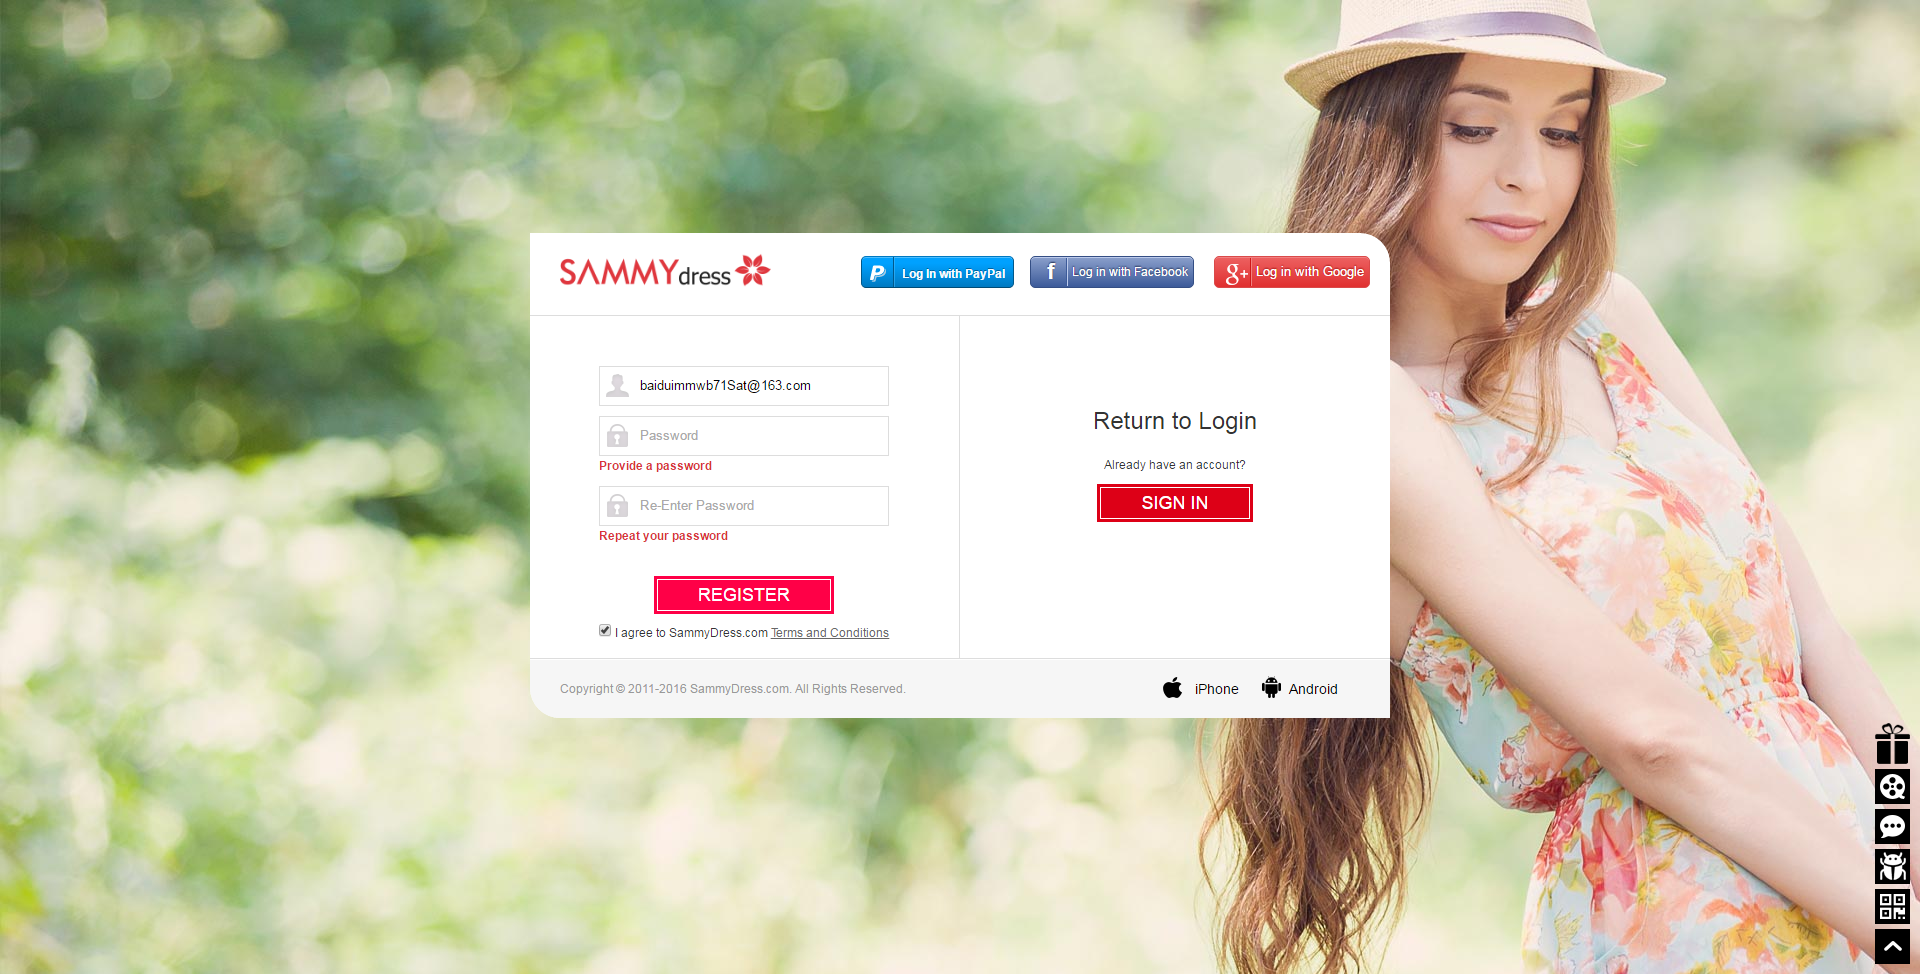 SAMMYdress
Log In with PayPal
f Log in with Facebook
g+ Log in with Google
baiduimmwb71Sat@163.com
Password
Provide a password
Re-Enter Password
Repeat your password
REGISTER
I agree to SammyDress.com Terms and Conditions
Return to Login
Already have an account?
SIGN IN
Copyright © 2011-2016 SammyDress.com. All Rights Reserved.
iPhone
Android